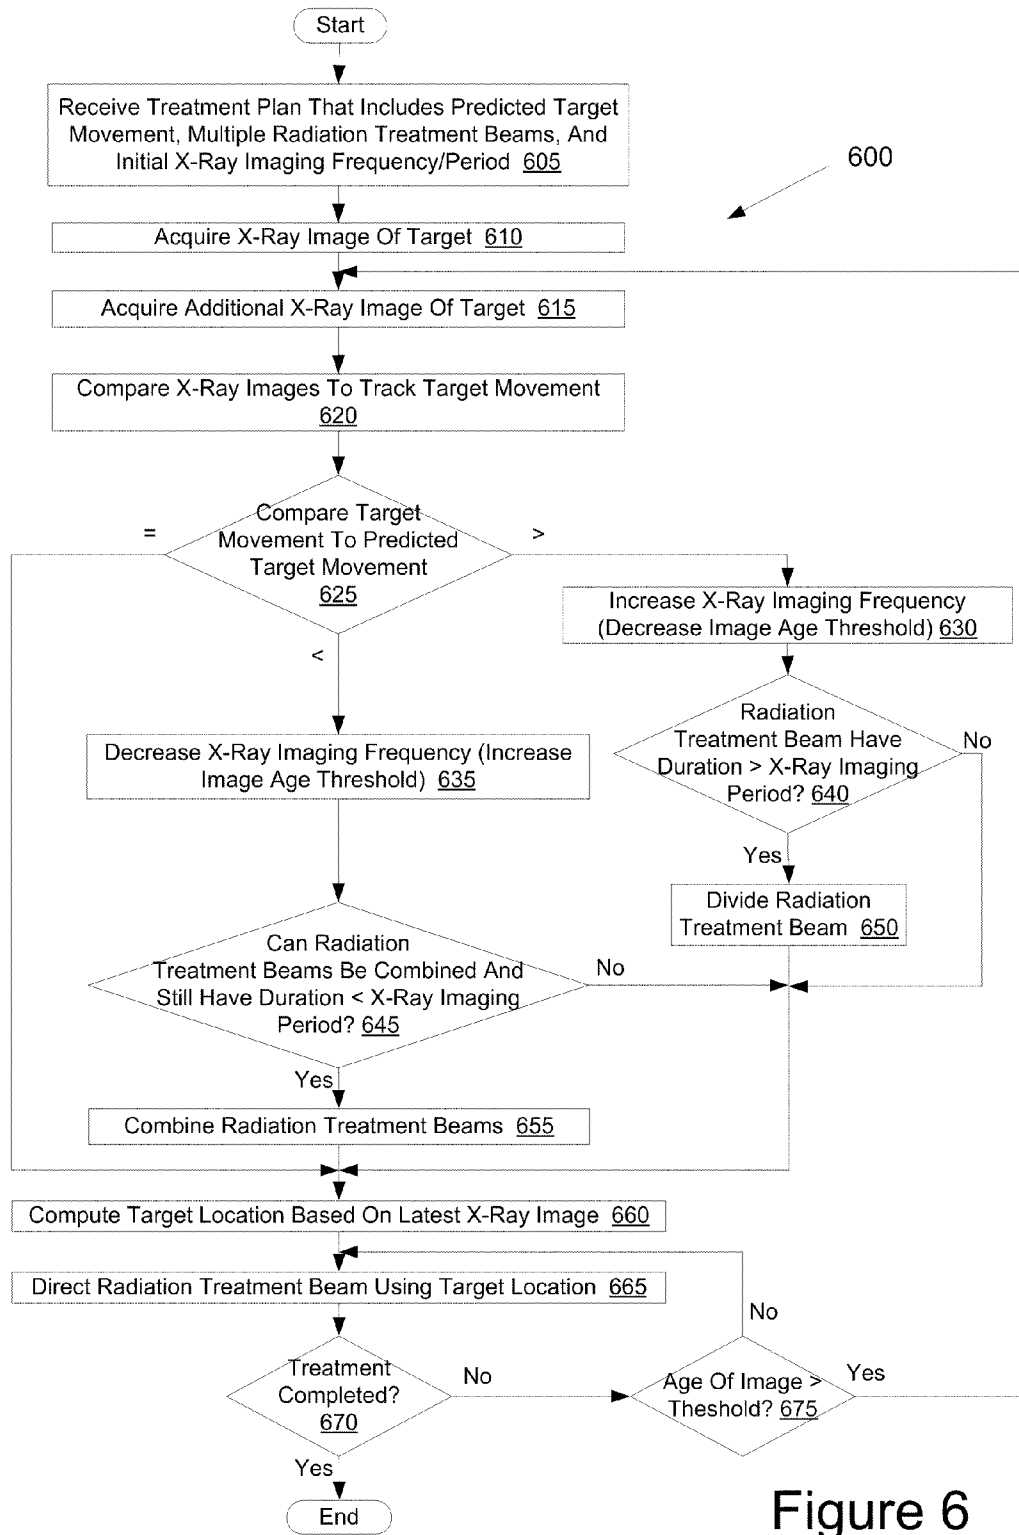 Start
Receive Treatment Plan That Includes Predicted Target
Movement, Multiple Radiation Treatment Beams, And
Initial X-Ray Imaging Frequency/Period 605
600
Acquire X-Ray Image Of Target 610
Acquire Additional X-Ray Image Of Target 615
Compare X-Ray Images To Track Target Movement
620
=
Compare Target
Movement To Predicted
Target Movement
625
>
<
Increase X-Ray Imaging Frequency
(Decrease Image Age Threshold) 630
Radiation
Treatment Beam Have
Duration > X-Ray Imaging
Period? 640
No
Yes
Decrease X-Ray Imaging Frequency (Increase
Image Age Threshold) 635
Divide Radiation
Treatment Beam 650
Can Radiation
Treatment Beams Be Combined And
Still Have Duration < X-Ray Imaging
Period? 645
No
Yes
Combine Radiation Treatment Beams 655
Compute Target Location Based On Latest X-Ray Image 660
Direct Radiation Treatment Beam Using Target Location 665
No
Treatment
Completed?
670
No
Age Of Image >
Theshold? 675
Yes
Yes
End
Figure 6